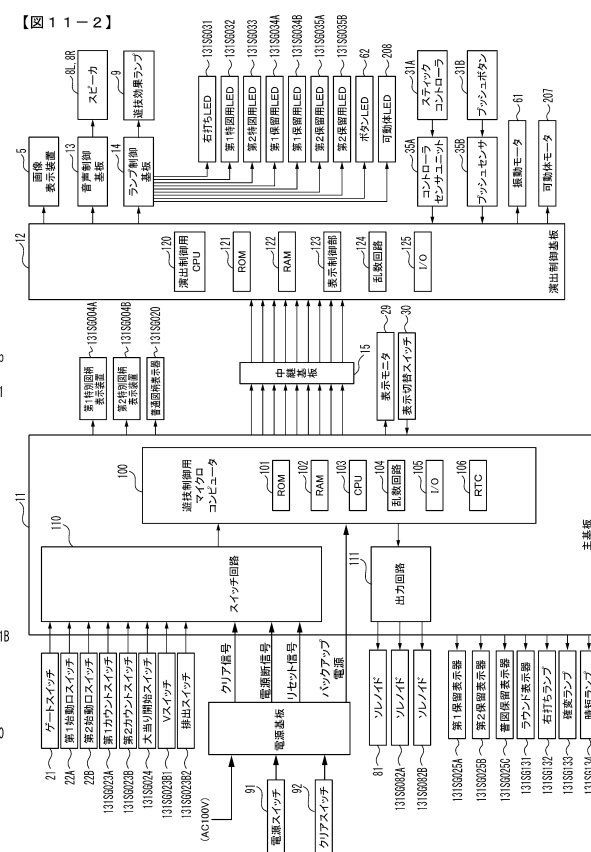 【図11-2】
5
画像
表示装置
13
音声制御
基板
14
ランプ制御
基板
8L,8R
スピーカ
9
遊技効果ランプ
右打ちLED
131SG031
第1特図用LED
131SG032
第2特図用LED
131SG033
第1保留用LED
131SG034A
第1保留用LED
131SG034B
第2保留用LED
131SG035A
第2保留用LED
131SG035B
ボタンLED
62
可動体LED
208
31A
スティック
コントローラ
31B
プッシュボタン
35A
コントローラ
センサユニット
35B
プッシュセンサ
61
振動モータ
207
可動体モータ
12
120
演出制御用
CPU
121
ROM
122
RAM
123
表示制御部
124
乱数回路
125
I/O
演出制御基板
第1特別図柄
表示装置
131SG004A
第2特別図柄
表示装置
131SG004B
普通図柄表示器
131SG020
中継基板
15
表示モニタ
29
表示切替スイッチ
30
11
100
遊技制御用
マイクロ
コンピュータ
101
ROM
102
RAM
103
CPU
104
乱数回路
105
I/O
106
RTC
110
スイッチ回路
111
出力回路
主基板
21
ゲートスイッチ
22A
第1始動口スイッチ
22B
第2始動口スイッチ
131SG023A
第1カウントスイッチ
131SG023B
第2カウントスイッチ
131SG024
大当り開始スイッチ
131SG023B1
Vスイッチ
131SG023B2
排出スイッチ
クリア信号
電源断信号
リセット信号
バックアップ
電源
電源基板
(AC100V)
91
電源スイッチ
92
クリアスイッチ
81
ソレノイド
131SG082A
ソレノイド
131SG082B
ソレノイド
131SG025A
第1保留表示器
131SG025B
第2保留表示器
131SG025C
普図保留表示器
131SG131
ラウンド表示器
131SG132
右打ちランプ
131SG133
確変ランプ
131SG134
時短ランプ